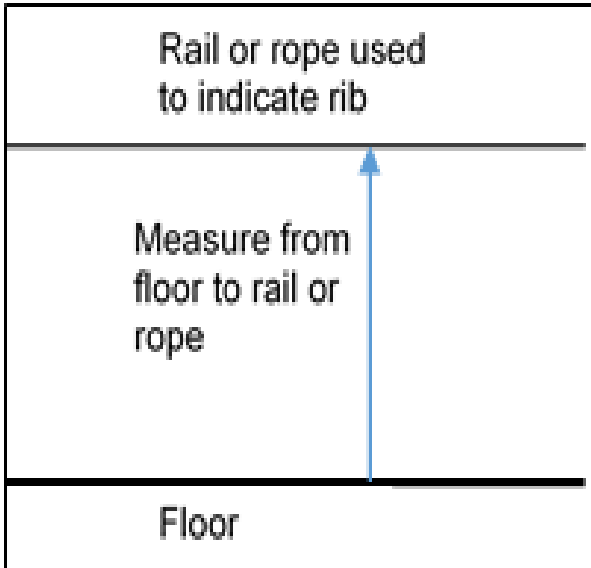 Rail or rope used
to indicate rib
Measure from
floor to rail or
rope
Floor